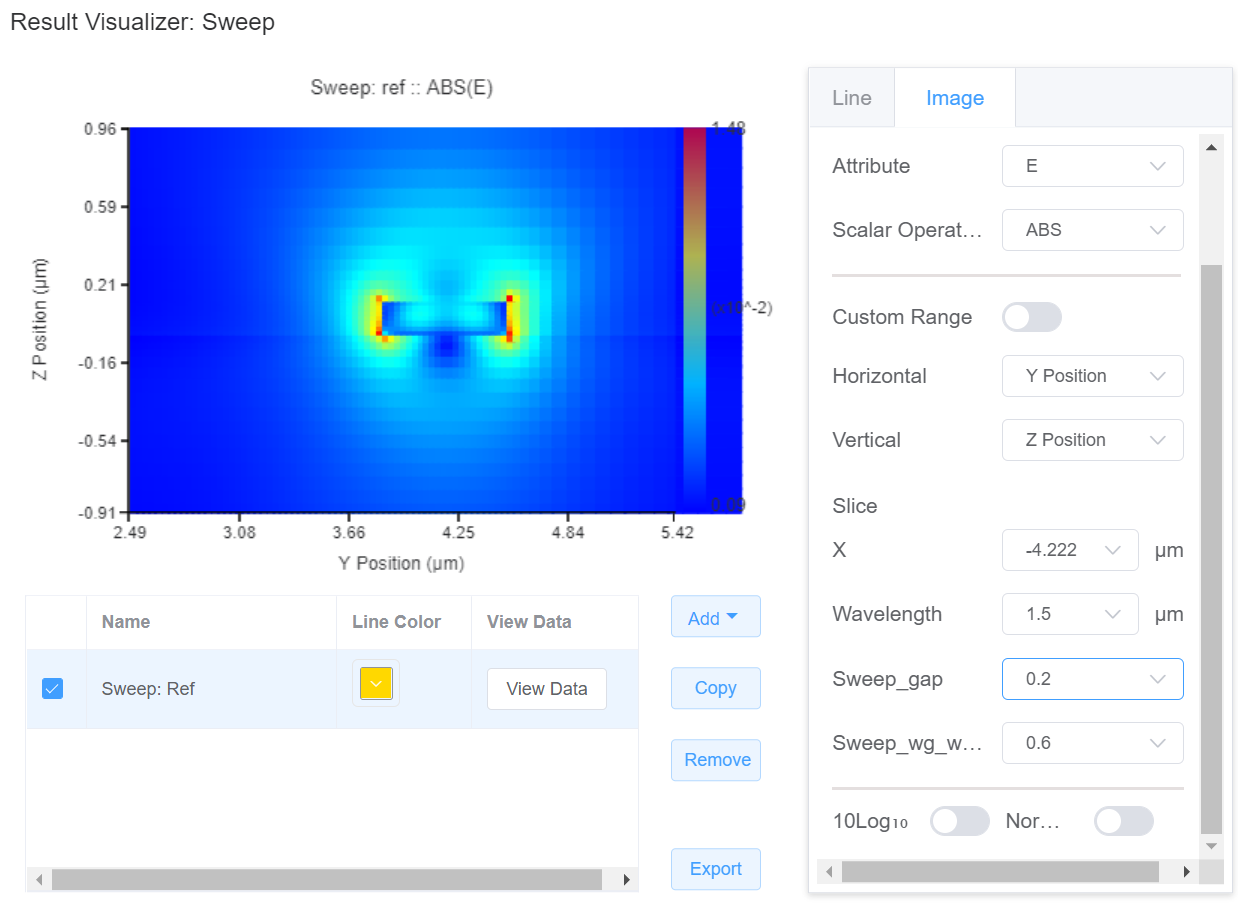 Result Visualizer: Sweep
Sweep: ref :: ABS(E)
0.96
0.59
0.21
-0.16
-0.54
-0.91
Z Position (μm)
2.49 3.08 3.66 4.25 4.84 5.42
Y Position (μm)
1.48
(x10^-2)
0.09
Name Line Color View Data
Sweep: Ref View Data
Add
Copy
Remove
Export
Line Image
Attribute E
Scalar Operat... ABS
Custom Range
Horizontal Y Position
Vertical Z Position
Slice
X -4.222 μm
Wavelength 1.5 μm
Sweep_gap 0.2
Sweep_wg_w... 0.6
10Log₁₀ Nor...